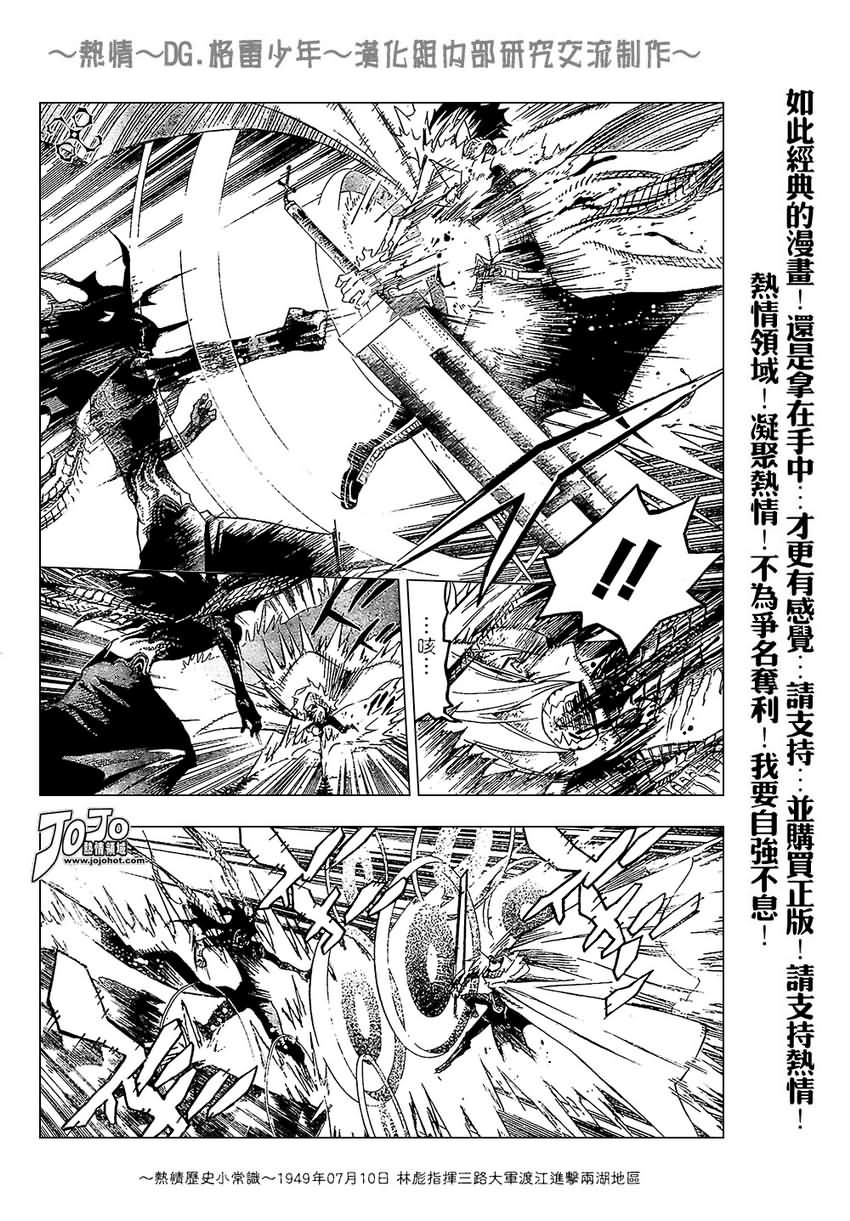 ～熱情～DG.格雷少年～漢化組內部研究交流制作～
如此經典的漫畫！還是拿在手中…才更有感覺…請支持…並購買正版！請支持熱情！
熱情領域！凝聚熱情！不為爭名奪利！我要自強不息！
!!
…咳…
JOJO
熱情領域
www.jojohot.com
～熱情歷史小常識～1949年07月10日 林彪指揮三路大軍渡江進擊兩湖地區